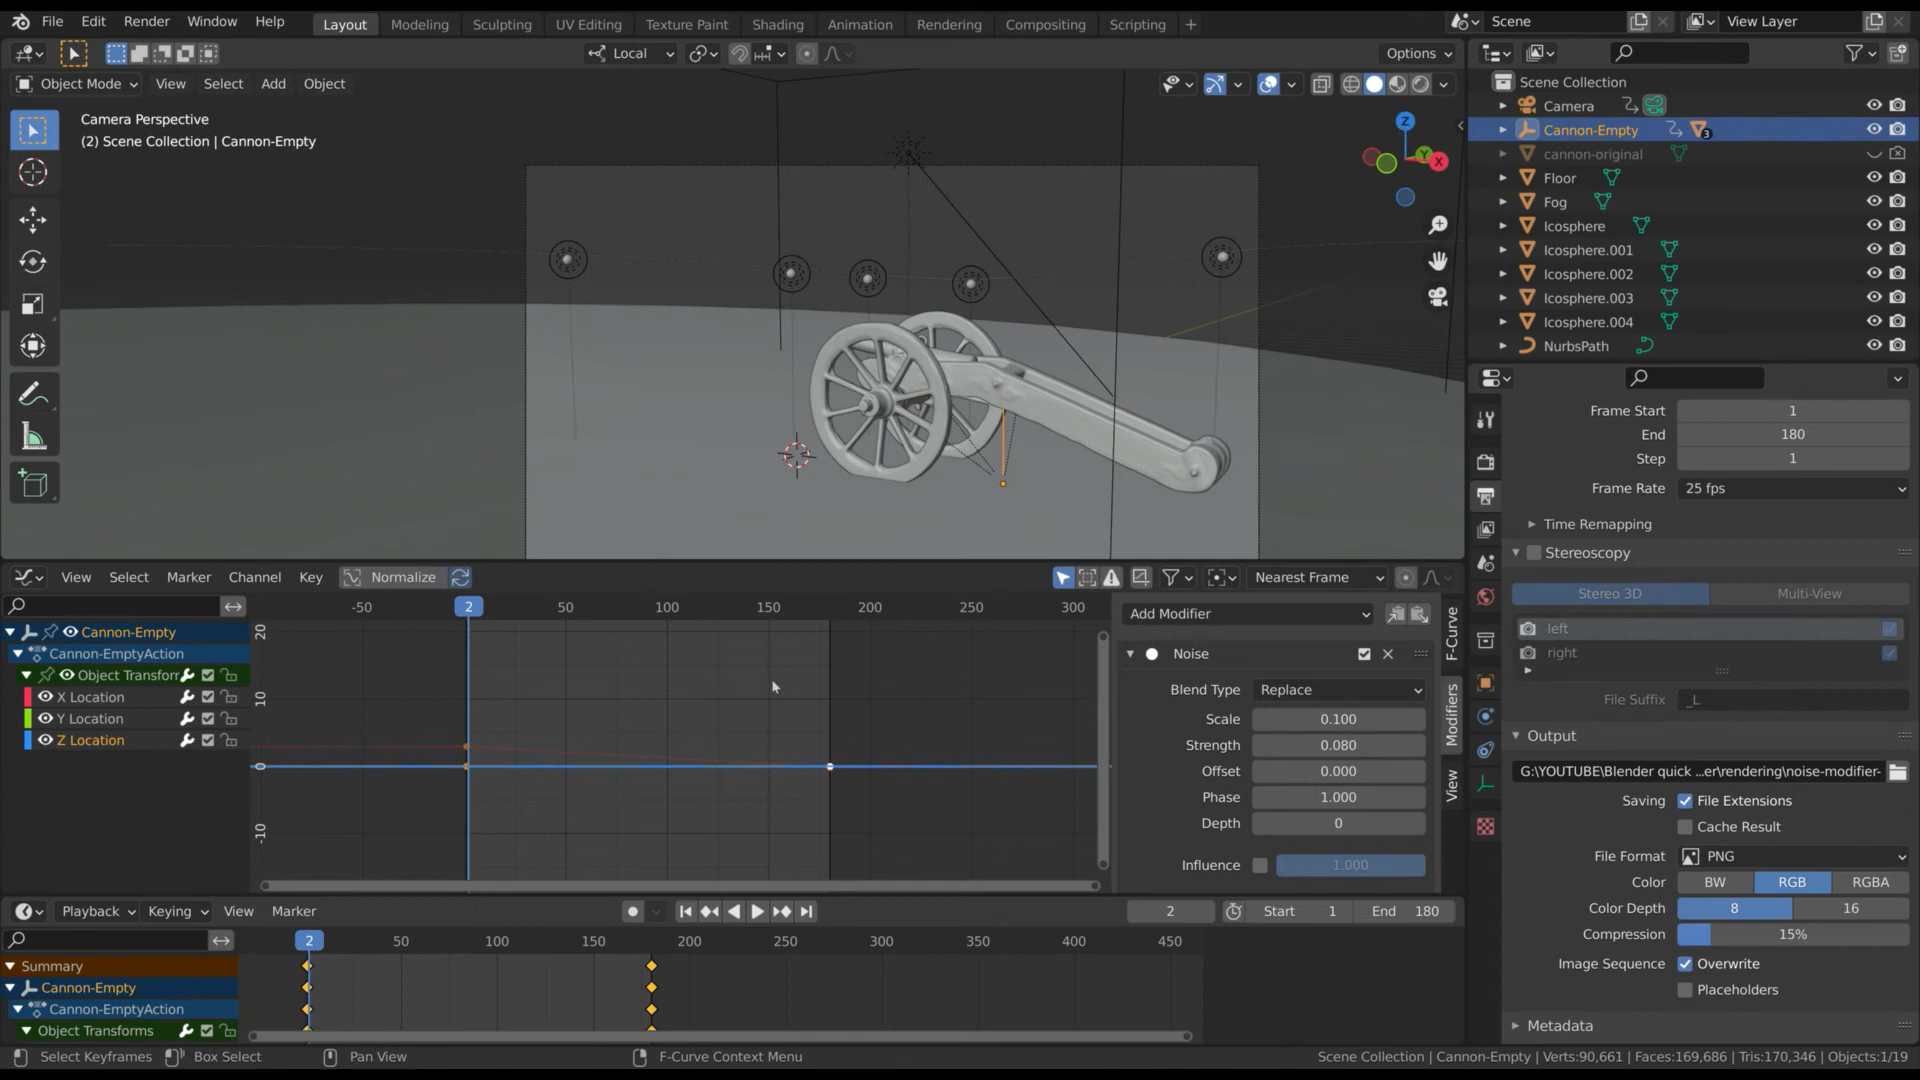 File Edit Render Window Help Layout Modeling Sculpting UV Editing Texture Paint Shading Animation Rendering Compositing Scripting + Scene View Layer
Local Options
Object Mode View Select Add Object
Camera Perspective
(2) Scene Collection | Cannon-Empty
Z
Y
X
Scene Collection
Camera
Cannon-Empty 3
cannon-original
Floor
Fog
Icosphere
Icosphere.001
Icosphere.002
Icosphere.003
Icosphere.004
NurbsPath
Frame Start 1
End 180
Step 1
Frame Rate 25 fps
Time Remapping
Stereoscopy
Stereo 3D Multi-View
left
right
File Suffix _L
Output
G:\YOUTUBE\Blender quick ...er\rendering\noise-modifier-
Saving File Extensions
Cache Result
File Format PNG
Color BW RGB RGBA
Color Depth 8 16
Compression 15%
Image Sequence Overwrite
Placeholders
Metadata
View Select Marker Channel Key Normalize Nearest Frame
-50 2 50 100 150 200 250 300
20
10
0
-10
Cannon-Empty
Cannon-EmptyAction
Object Transforr
X Location
Y Location
Z Location
Add Modifier
Noise
Blend Type Replace
Scale 0.100
Strength 0.080
Offset 0.000
Phase 1.000
Depth 0
Influence 1.000
F-Curve
Modifiers
View
Playback Keying View Marker 2 Start 1 End 180
2 50 100 150 200 250 300 350 400 450
Summary
Cannon-Empty
Cannon-EmptyAction
Object Transforms
Select Keyframes Box Select Pan View F-Curve Context Menu Scene Collection | Cannon-Empty | Verts:90,661 | Faces:169,686 | Tris:170,346 | Objects:1/19